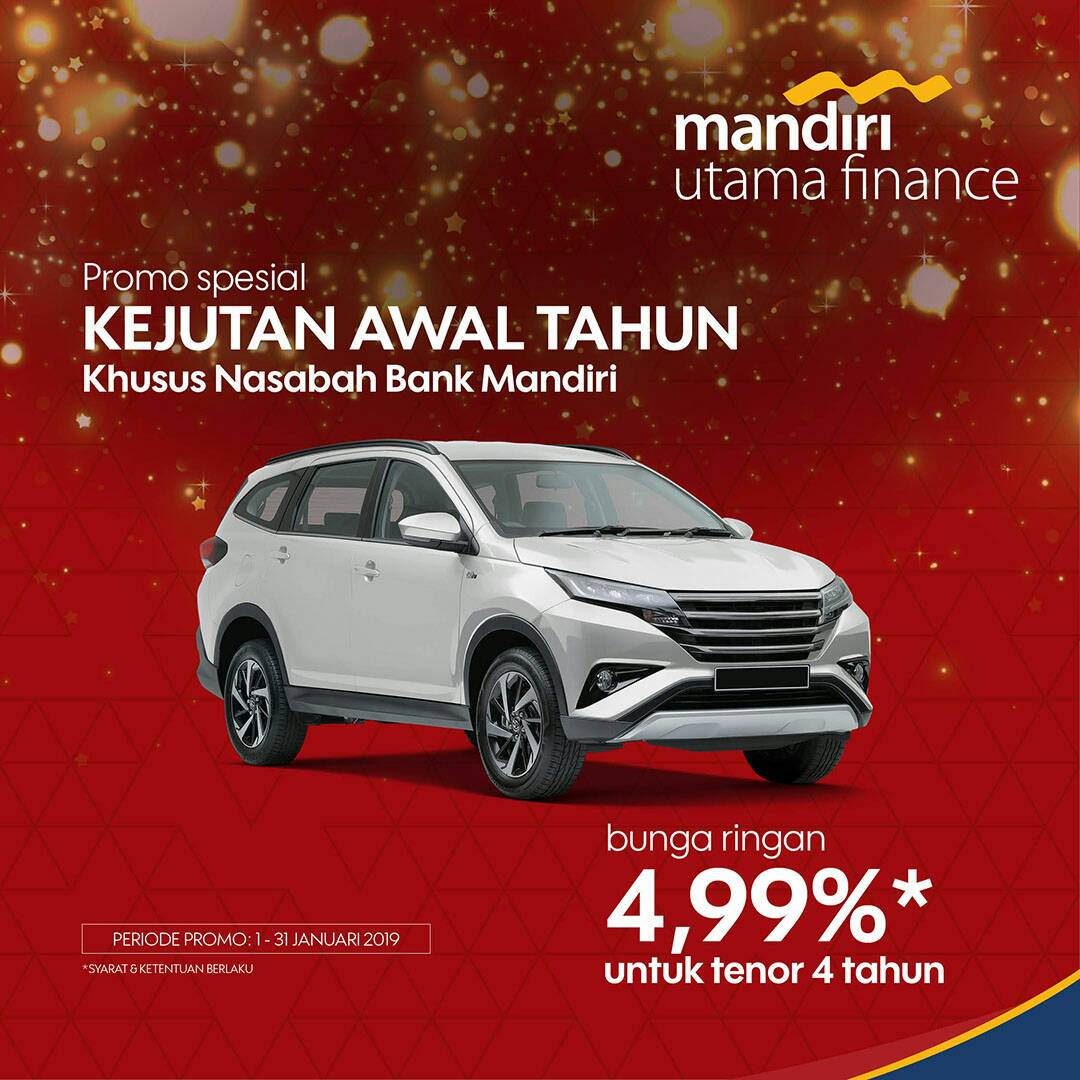 mandiri
utama finance
Promo spesial
KEJUTAN AWAL TAHUN
Khusus Nasabah Bank Mandiri
bunga ringan
4,99%*
untuk tenor 4 tahun
PERIODE PROMO: 1 - 31 JANUARI 2019
*SYARAT & KETENTUAN BERLAKU